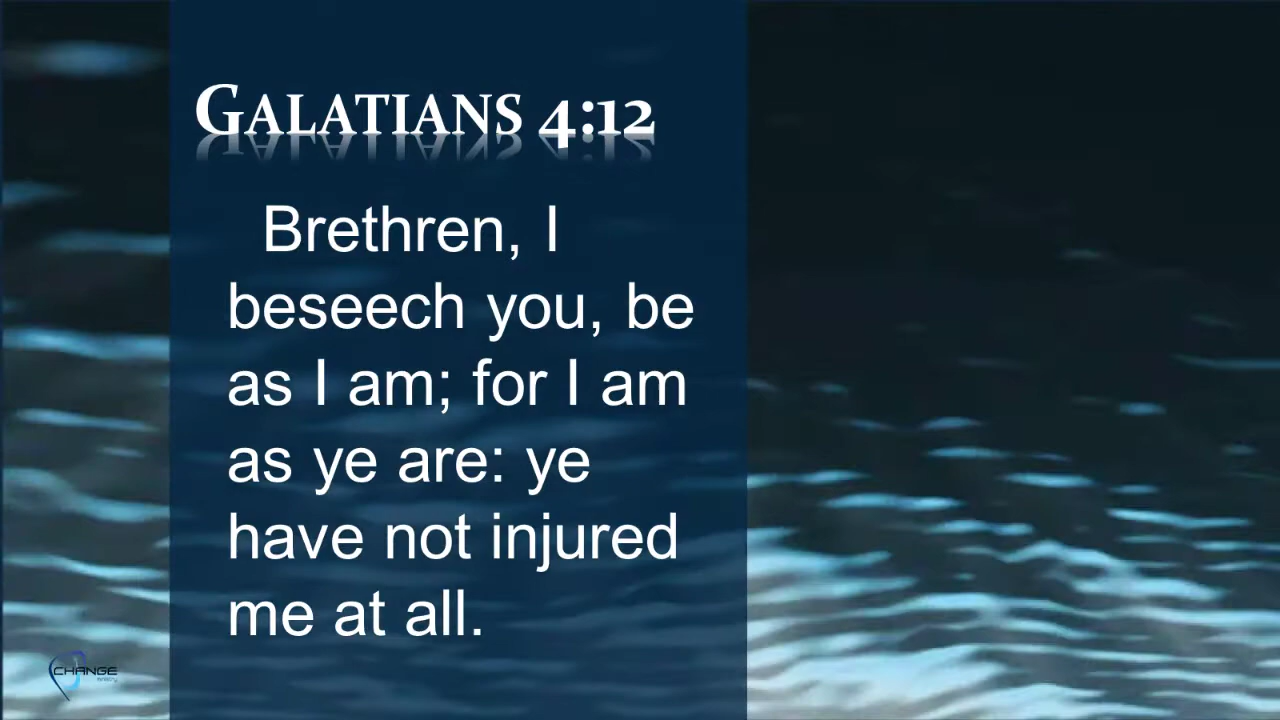 Galatians 4:12
Brethren, I
beseech you, be
as I am; for I am
as ye are: ye
have not injured
me at all.
CHANGE
ministry